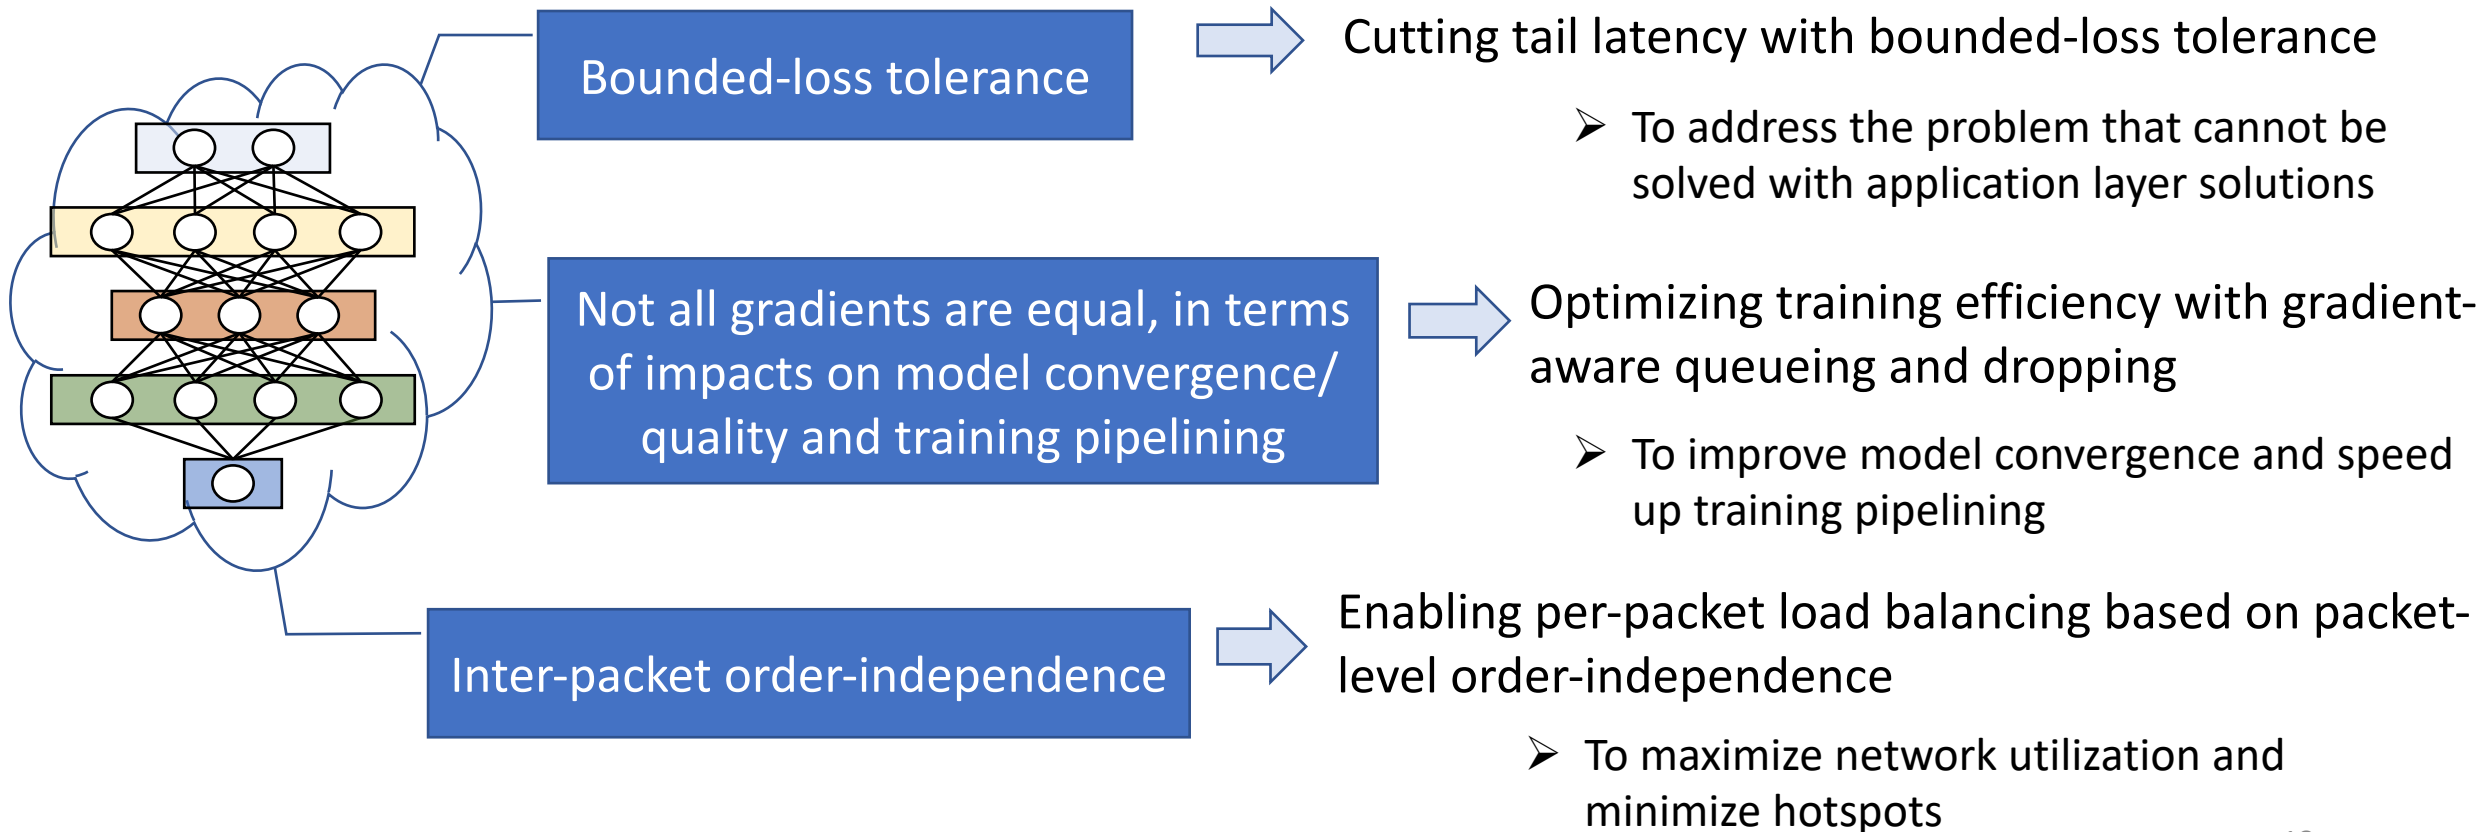 Bounded-loss tolerance
Cutting tail latency with bounded-loss tolerance
➢ To address the problem that cannot be
solved with application layer solutions
Not all gradients are equal, in terms
of impacts on model convergence/
quality and training pipelining
Optimizing training efficiency with gradient-
aware queueing and dropping
➢ To improve model convergence and speed
up training pipelining
Inter-packet order-independence
Enabling per-packet load balancing based on packet-
level order-independence
➢ To maximize network utilization and
minimize hotspots